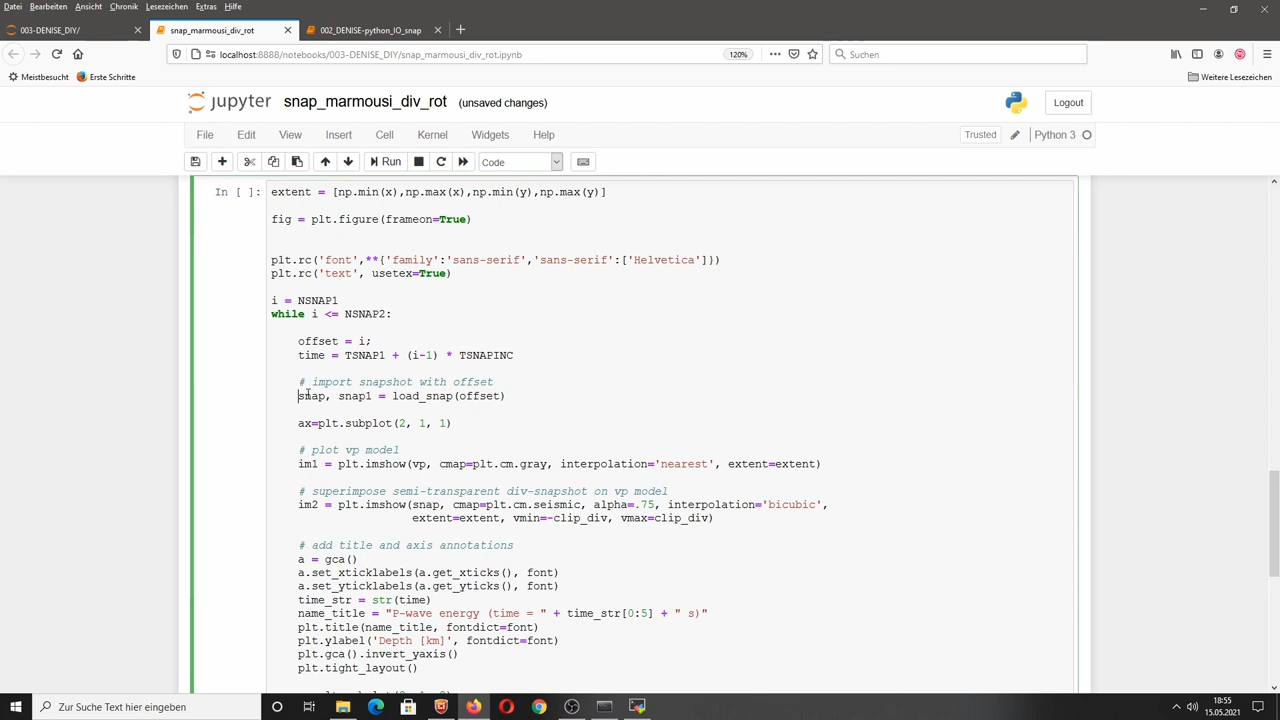 Datei Bearbeiten Ansicht Chronik Lesezeichen Extras Hilfe
003-DENISE_DIY/ snap_marmousi_div_rot 002_DENISE-python_IO_snap
localhost:8888/notebooks/003-DENISE_DIY/snap_marmousi_div_rot.ipynb 120% Suchen
Meistbesucht Erste Schritte Weitere Lesezeichen
jupyter snap_marmousi_div_rot (unsaved changes) Logout
File Edit View Insert Cell Kernel Widgets Help Trusted Python 3
Run Code
In [ ]: extent = [np.min(x),np.max(x),np.min(y),np.max(y)]
fig = plt.figure(frameon=True)
plt.rc('font',**{'family':'sans-serif','sans-serif':['Helvetica']})
plt.rc('text', usetex=True)
i = NSNAP1
while i <= NSNAP2:
offset = i;
time = TSNAP1 + (i-1) * TSNAPINC
# import snapshot with offset
snap, snap1 = load_snap(offset)
ax=plt.subplot(2, 1, 1)
# plot vp model
im1 = plt.imshow(vp, cmap=plt.cm.gray, interpolation='nearest', extent=extent)
# superimpose semi-transparent div-snapshot on vp model
im2 = plt.imshow(snap, cmap=plt.cm.seismic, alpha=.75, interpolation='bicubic',
extent=extent, vmin=-clip_div, vmax=clip_div)
# add title and axis annotations
a = gca()
a.set_xticklabels(a.get_xticks(), font)
a.set_yticklabels(a.get_yticks(), font)
time_str = str(time)
name_title = "P-wave energy (time = " + time_str[0:5] + " s)"
plt.title(name_title, fontdict=font)
plt.ylabel('Depth [km]', fontdict=font)
plt.gca().invert_yaxis()
plt.tight_layout()
Zur Suche Text hier eingeben
18:55
15.05.2021